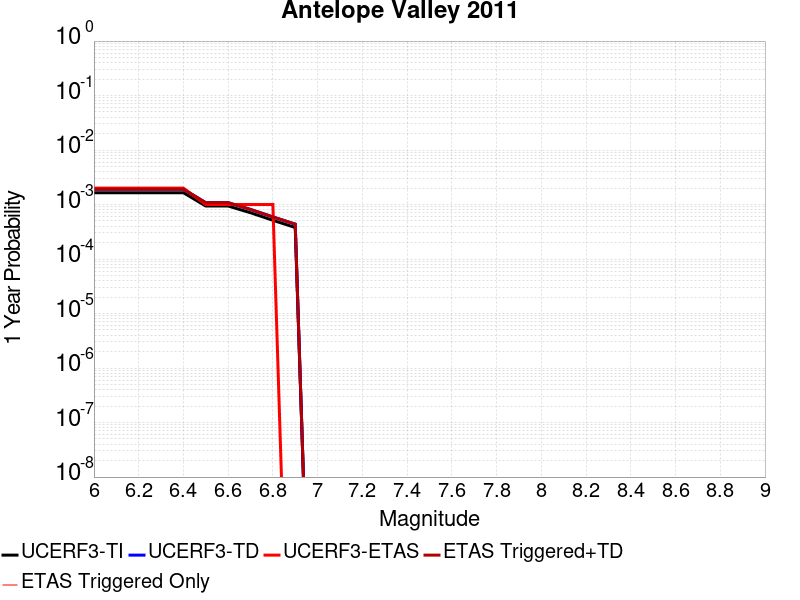 Antelope Valley 2011
10 0
10 -1
10 -2
10 -3
10 -4
10 -5
10 -6
10 -7
10 -8
1 Year Probability
6 6.2 6.4 6.6 6.8 7 7.2 7.4 7.6 7.8 8 8.2 8.4 8.6 8.8 9
Magnitude
UCERF3-TI UCERF3-TD UCERF3-ETAS ETAS Triggered+TD
ETAS Triggered Only